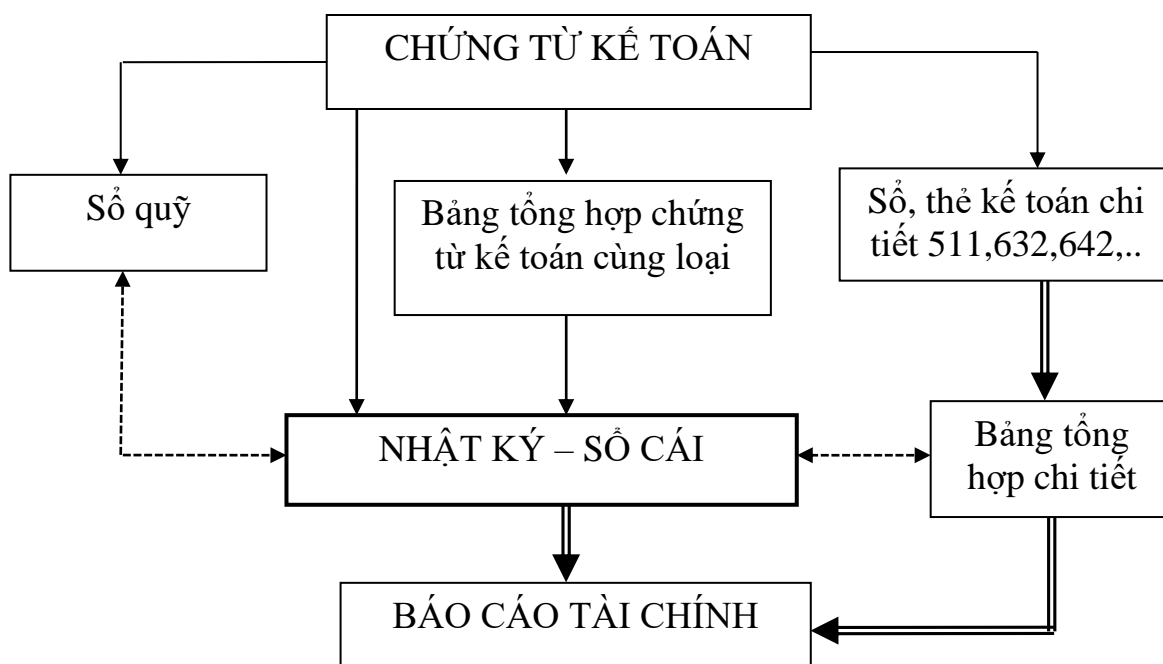 CHỨNG TỪ KẾ TOÁN
Sổ quỹ
Bảng tổng hợp chứng
từ kế toán cùng loại
Sổ, thẻ kế toán chi
tiết 511,632,642,..
NHẬT KÝ – SỔ CÁI
Bảng tổng
hợp chi tiết
BÁO CÁO TÀI CHÍNH